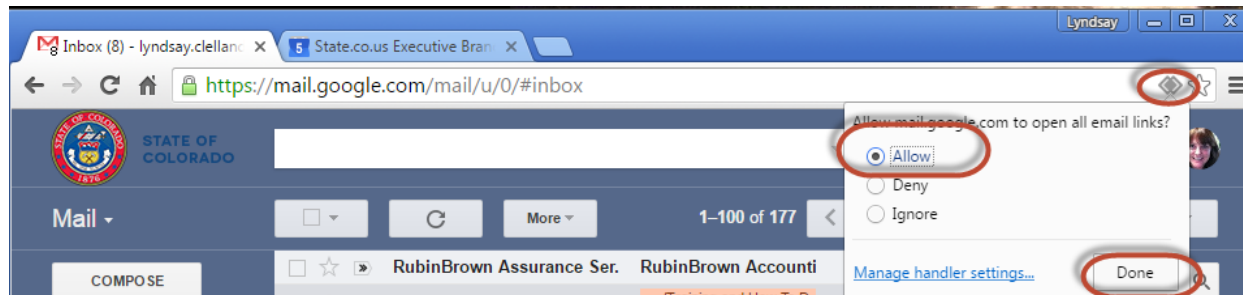 Lyndsay
Inbox (8) - lyndsay.clelland
State.co.us Executive Bran
https://mail.google.com/mail/u/0/#inbox
Allow mail.google.com to open all email links?
STATE OF
COLORADO
1876
Allow
Deny
Ignore
Mail
More
1–100 of 177
COMPOSE
RubinBrown Assurance Ser.
RubinBrown Accounti
Manage handler settings...
Done